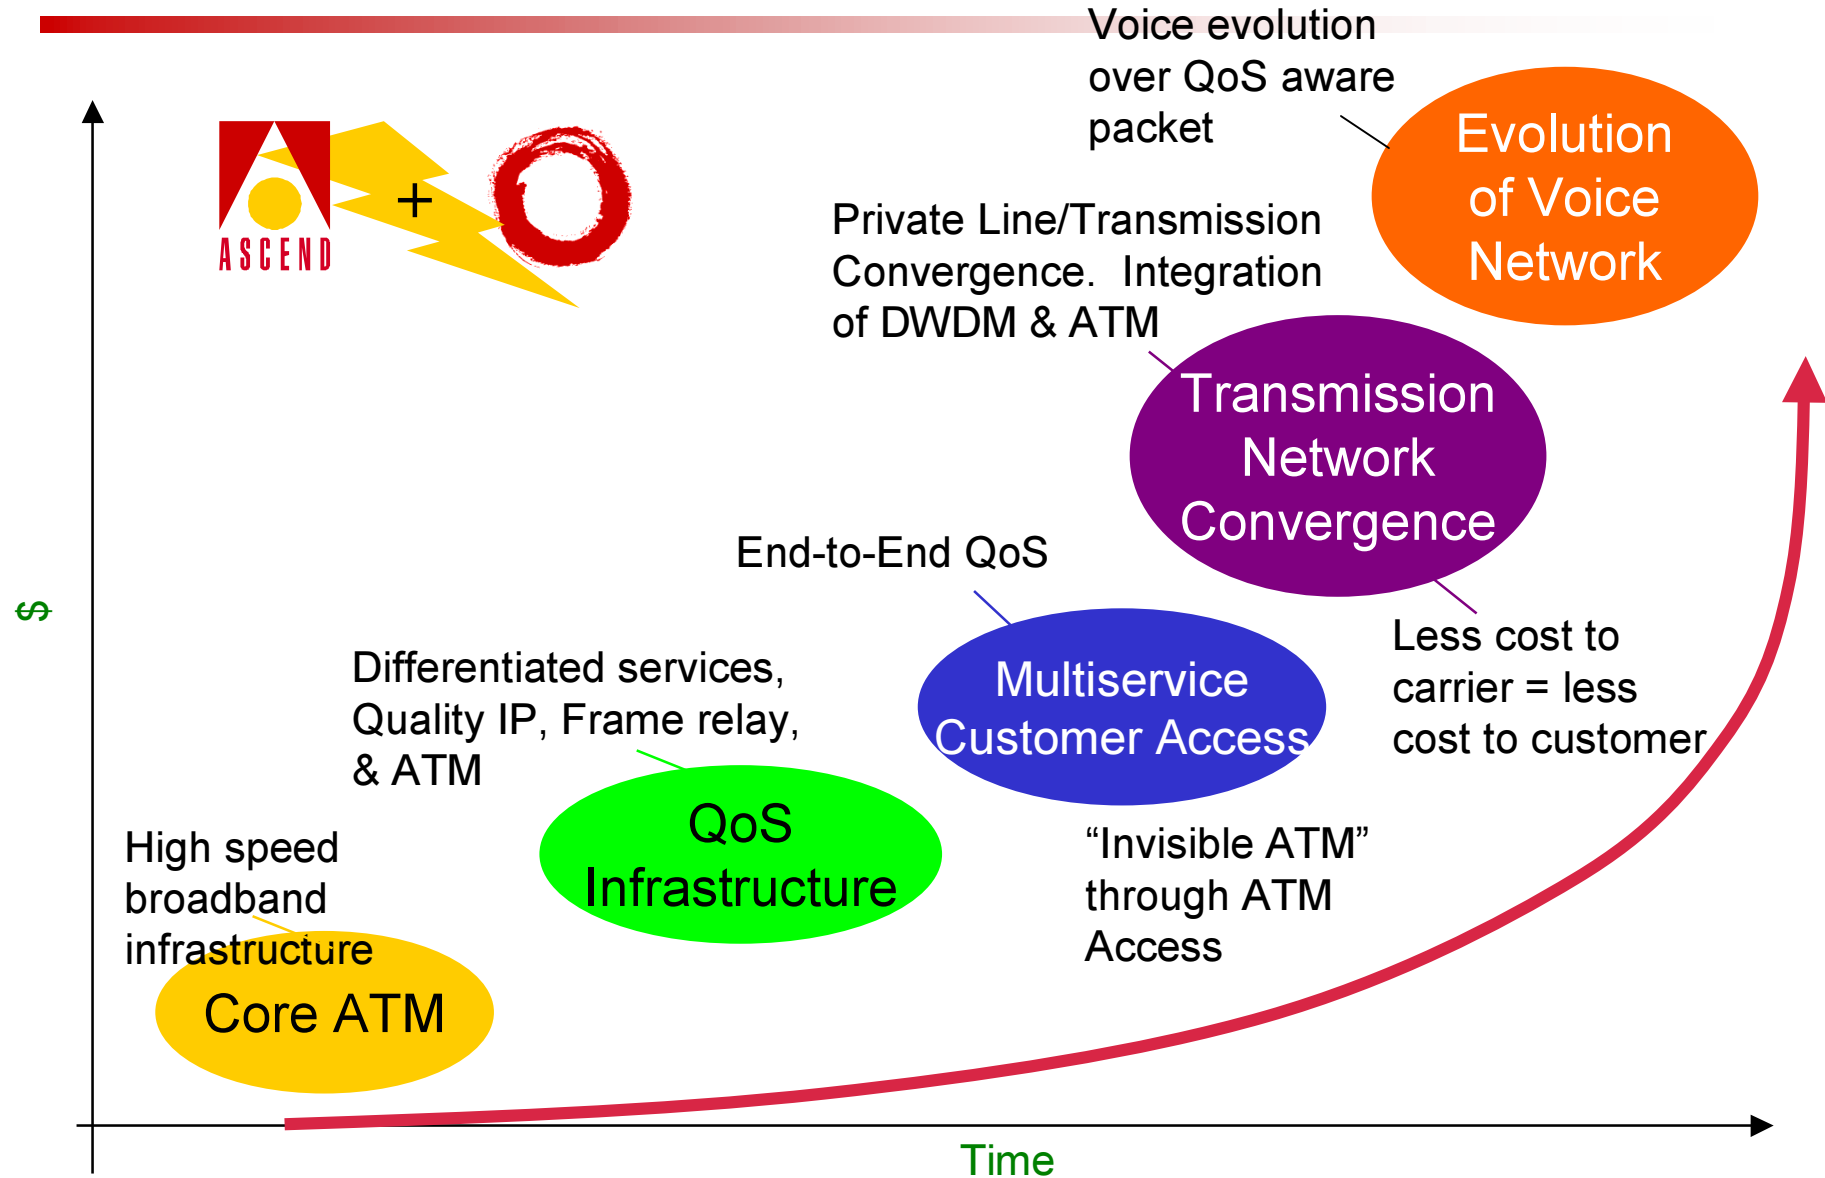 Voice evolution
over QoS aware
packet
Evolution
of Voice
Network
+
ASCEND
Private Line/Transmission
Convergence.  Integration
of DWDM & ATM
Transmission
Network
Convergence
End-to-End QoS
$
Less cost to
carrier = less
cost to customer
Differentiated services,
Quality IP, Frame relay,
& ATM
Multiservice
Customer Access
QoS
Infrastructure
“Invisible ATM”
through ATM
Access
High speed
broadband
infrastructure
Core ATM
Time